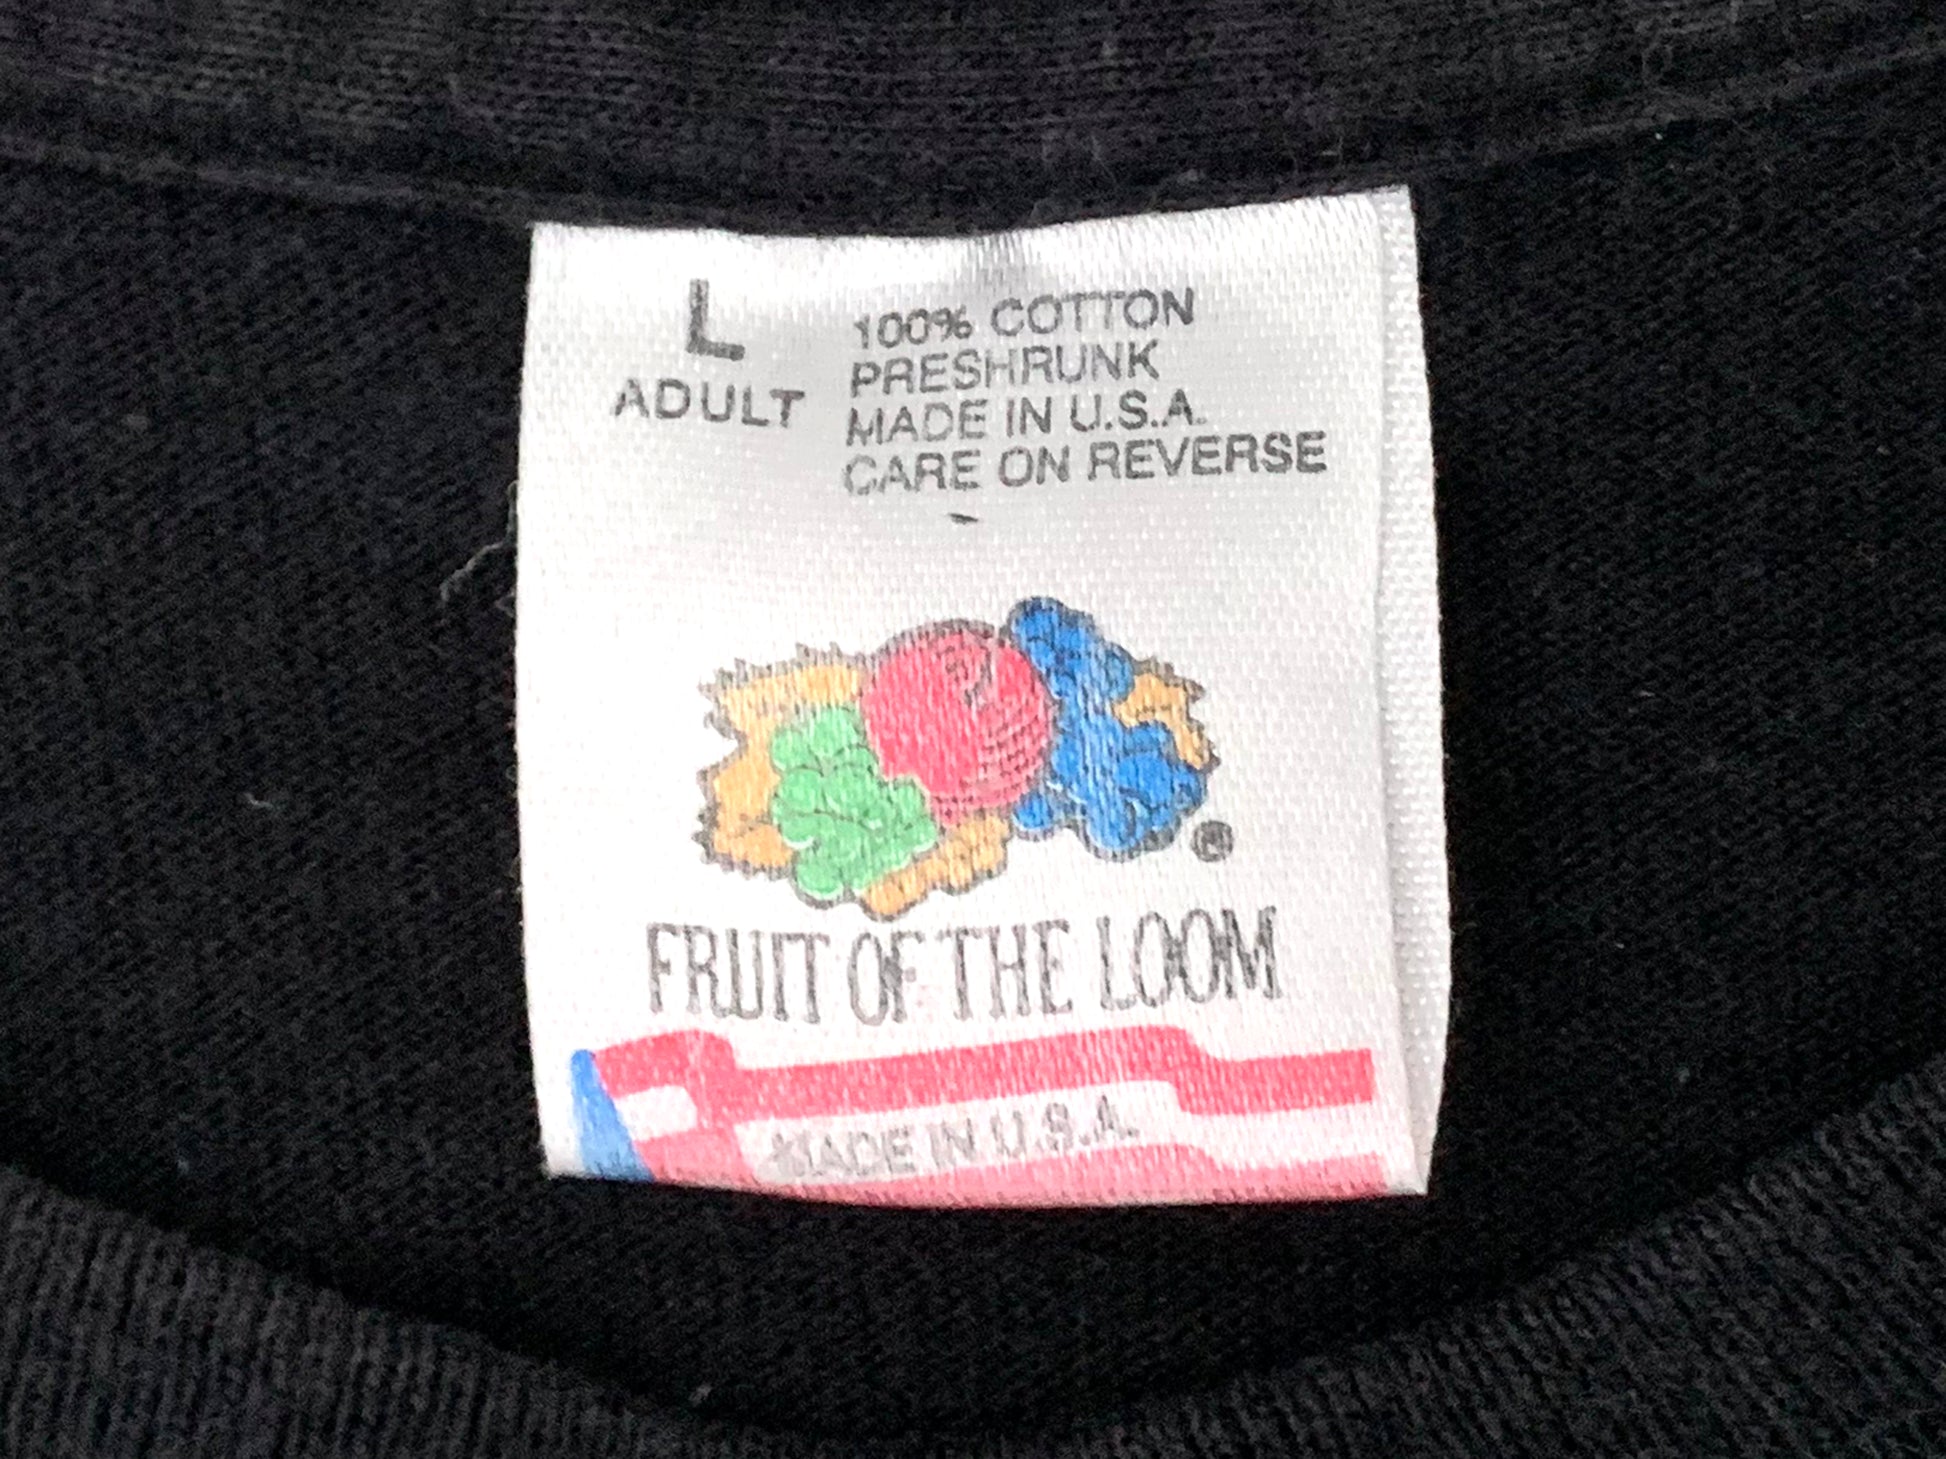 L
ADULT
100% COTTON
PRESHRUNK
MADE IN U.S.A.
CARE ON REVERSE
®
FRUIT OF THE LOOM
MADE IN U.S.A.